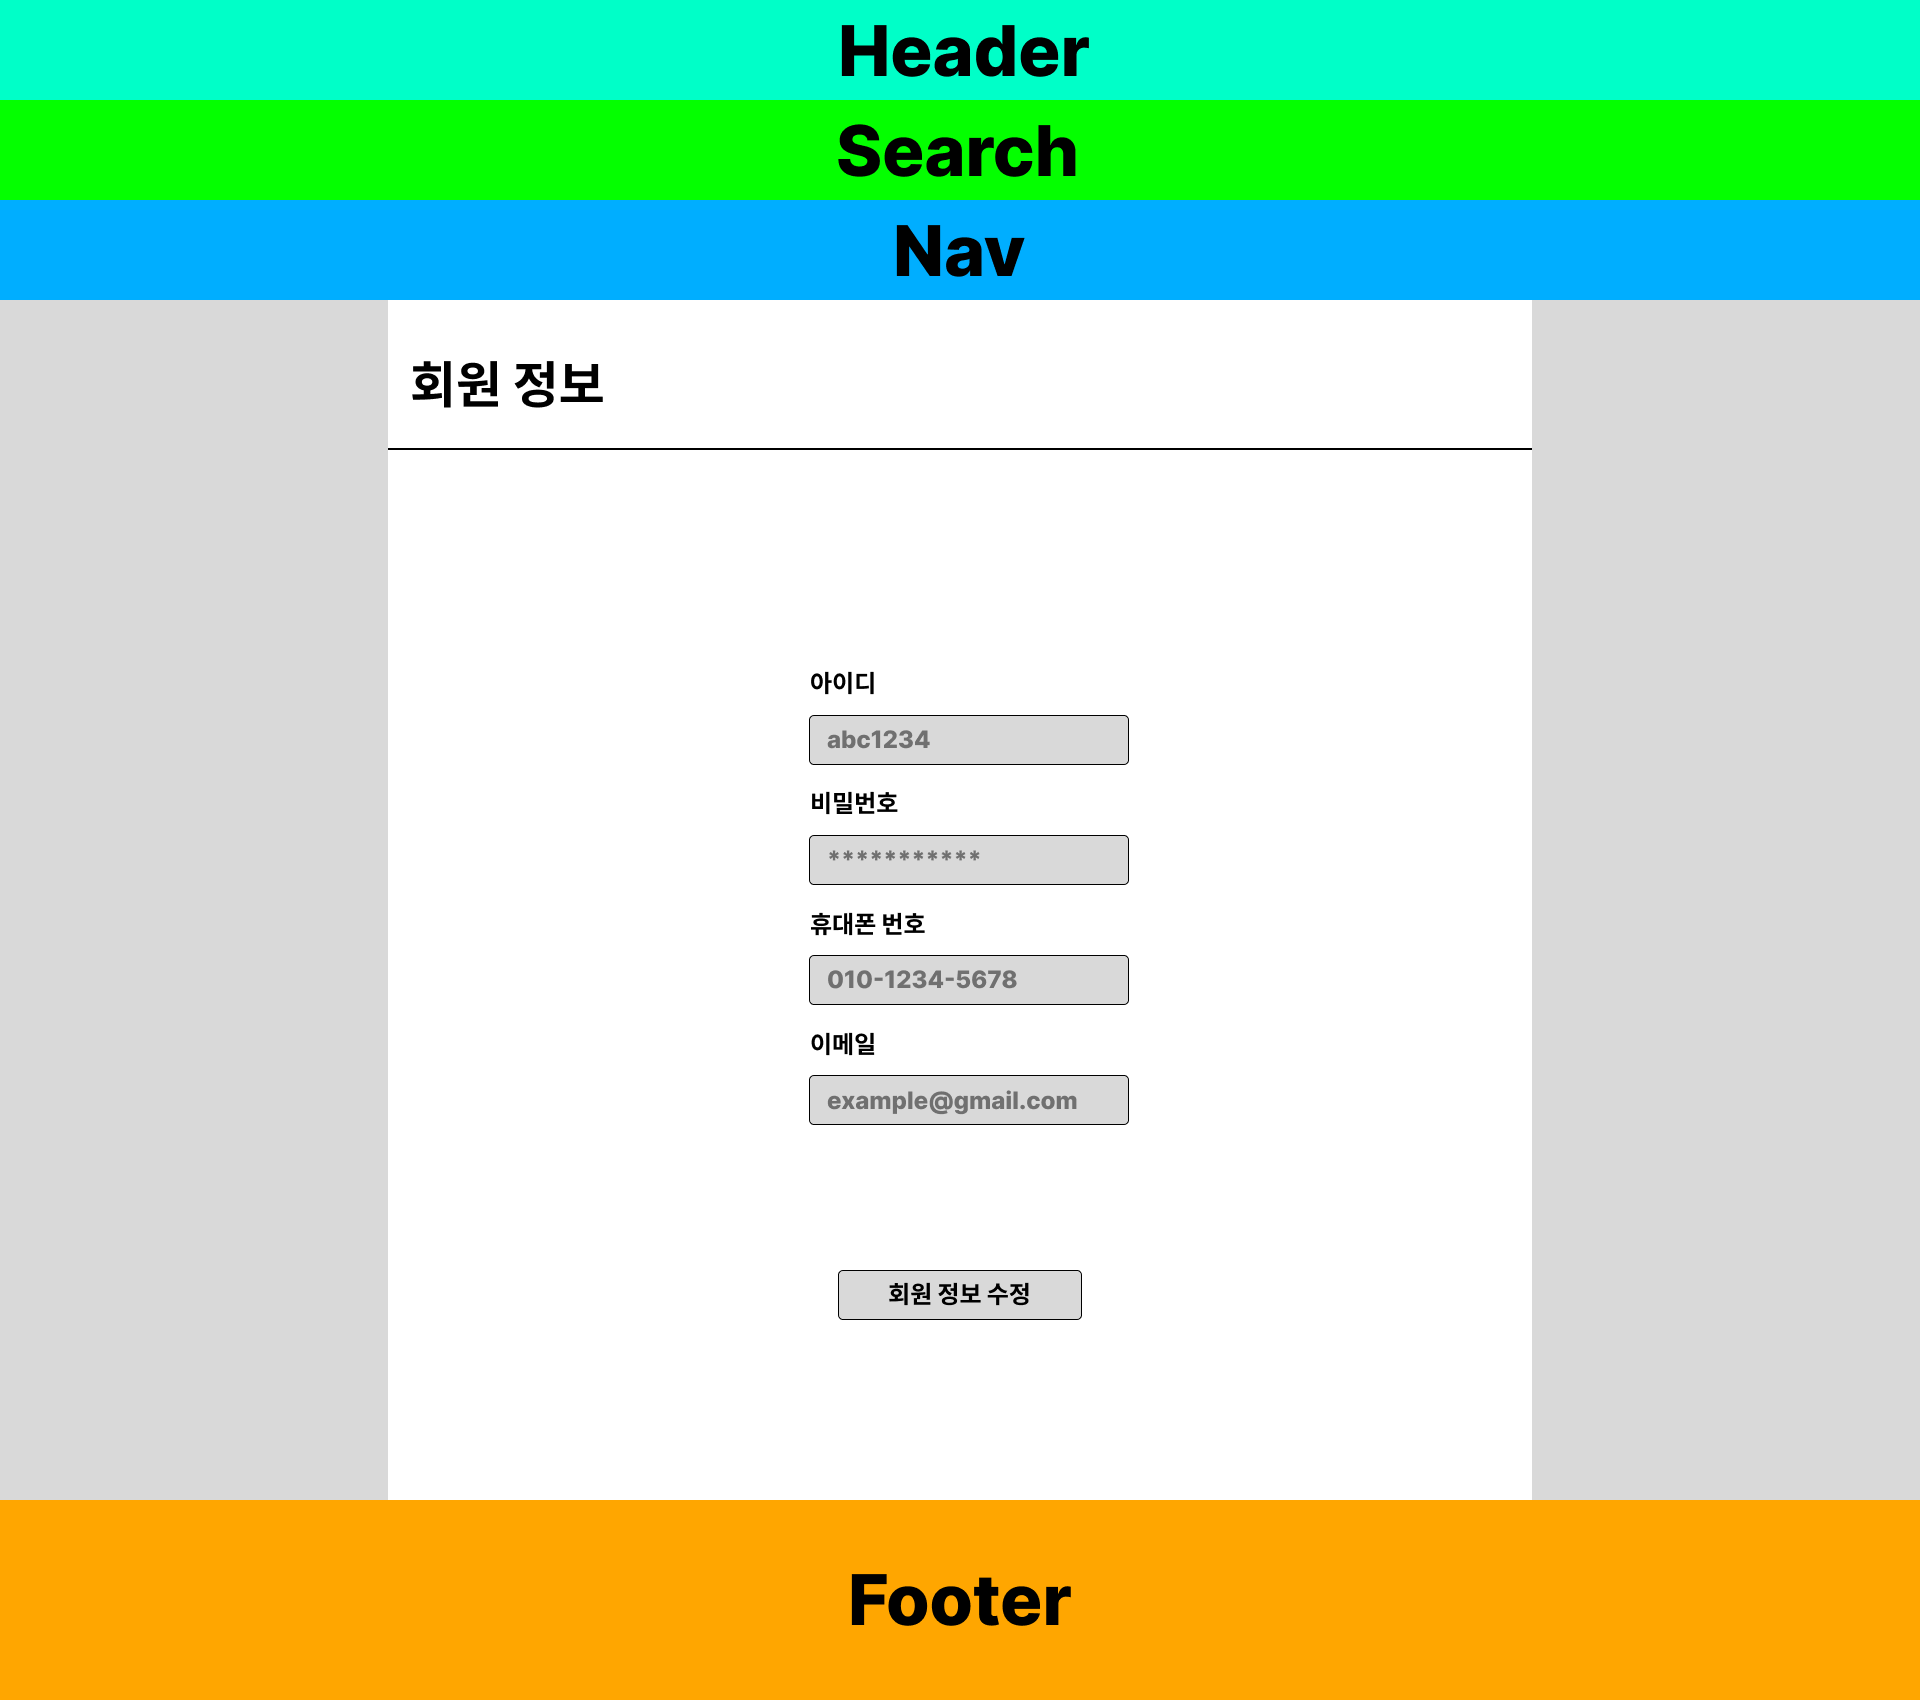 Header
Search
Nav
회원 정보
아이디
abc1234
비밀번호
***********
휴대폰 번호
010-1234-5678
이메일
example@gmail.com
회원 정보 수정
Footer